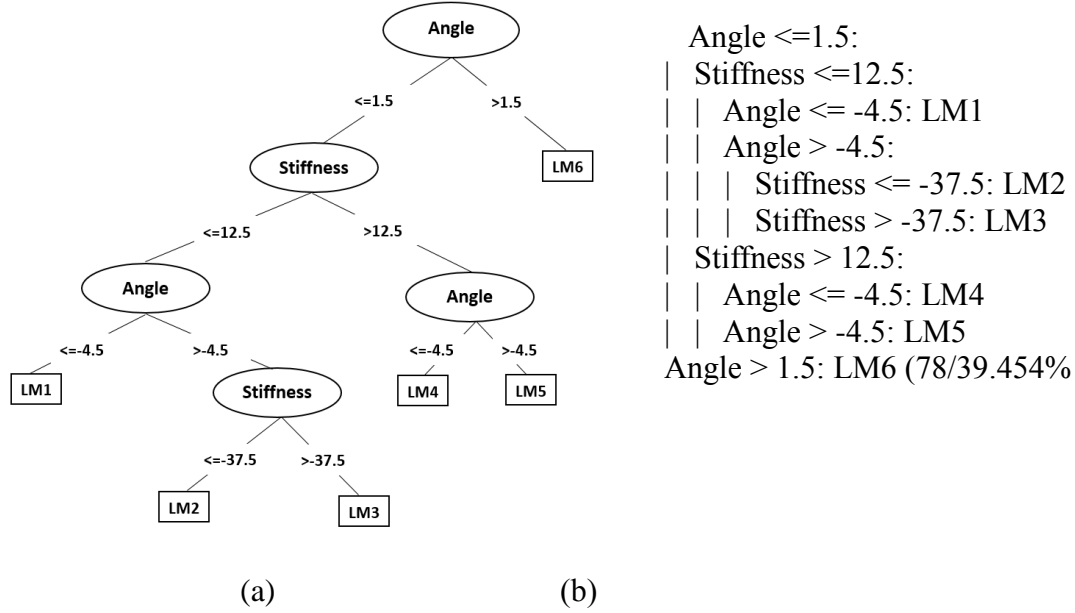 Angle
<=1.5
>1.5
Stiffness
LM6
<=12.5
>12.5
Angle
Angle
<=-4.5
>-4.5
<=-4.5
>-4.5
LM1
Stiffness
LM4
LM5
<=-37.5
>-37.5
LM2
LM3
(a)
Angle <=1.5:
| Stiffness <=12.5:
| | Angle <= -4.5: LM1
| | Angle > -4.5:
| | | Stiffness <= -37.5: LM2
| | | Stiffness > -37.5: LM3
| Stiffness > 12.5:
| | Angle <= -4.5: LM4
| | Angle > -4.5: LM5
Angle > 1.5: LM6 (78/39.454%
(b)